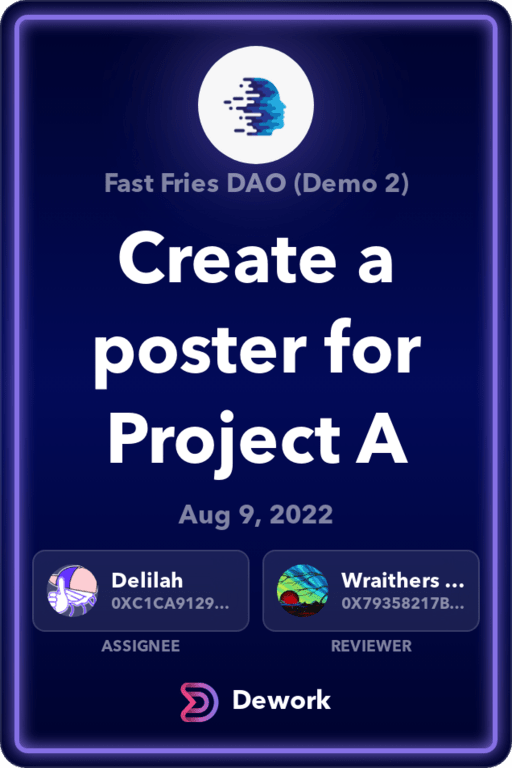 Fast Fries DAO (Demo 2)
Create a
poster for
Project A
Aug 9, 2022
Delilah
0XC1CA9129...
ASSIGNEE
Wraithers ...
0X79358217B...
REVIEWER
Dework